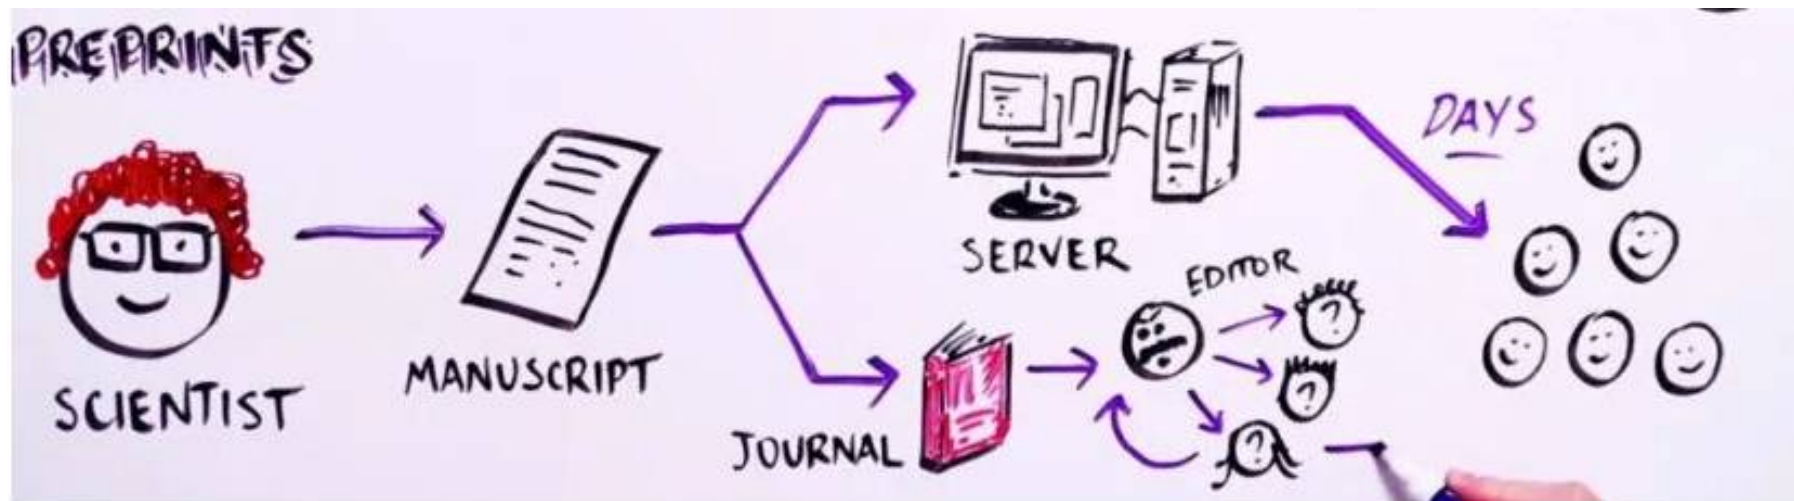 PREPRINTS
SCIENTIST
MANUSCRIPT
SERVER
DAYS
JOURNAL
EDITOR
?
?
?